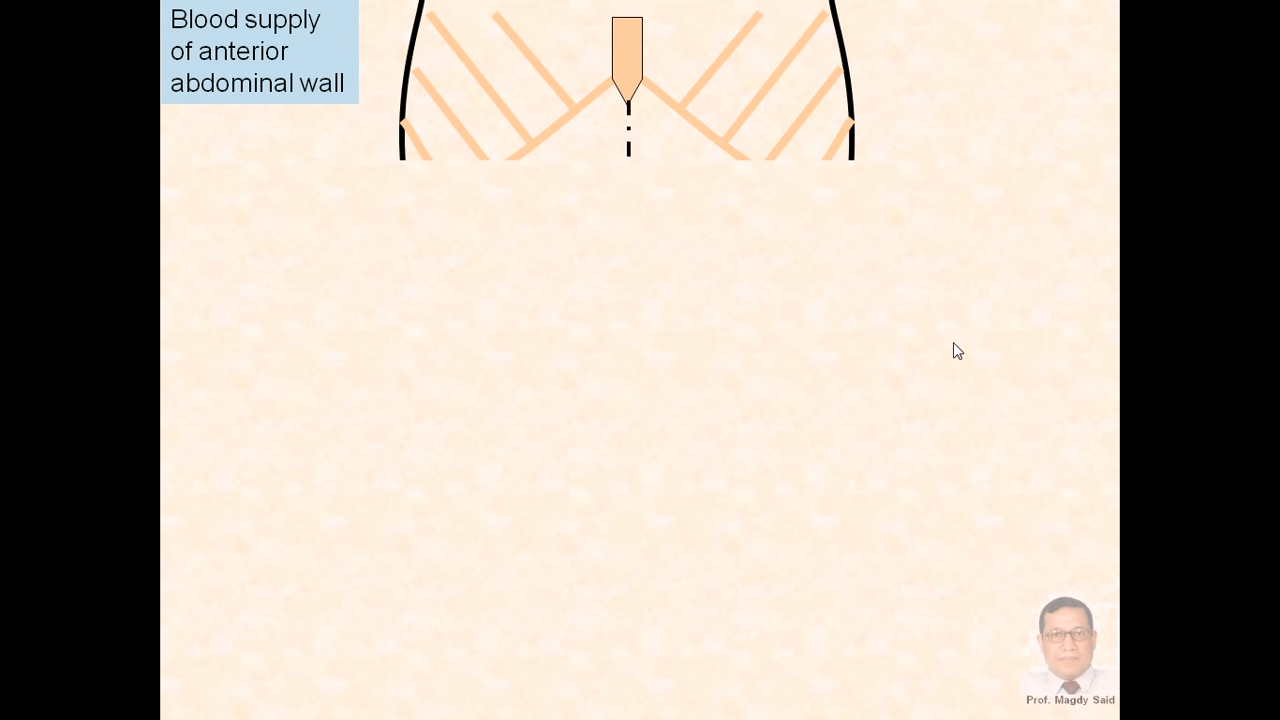 Blood supply
of anterior
abdominal wall
Prof. Magdy Said